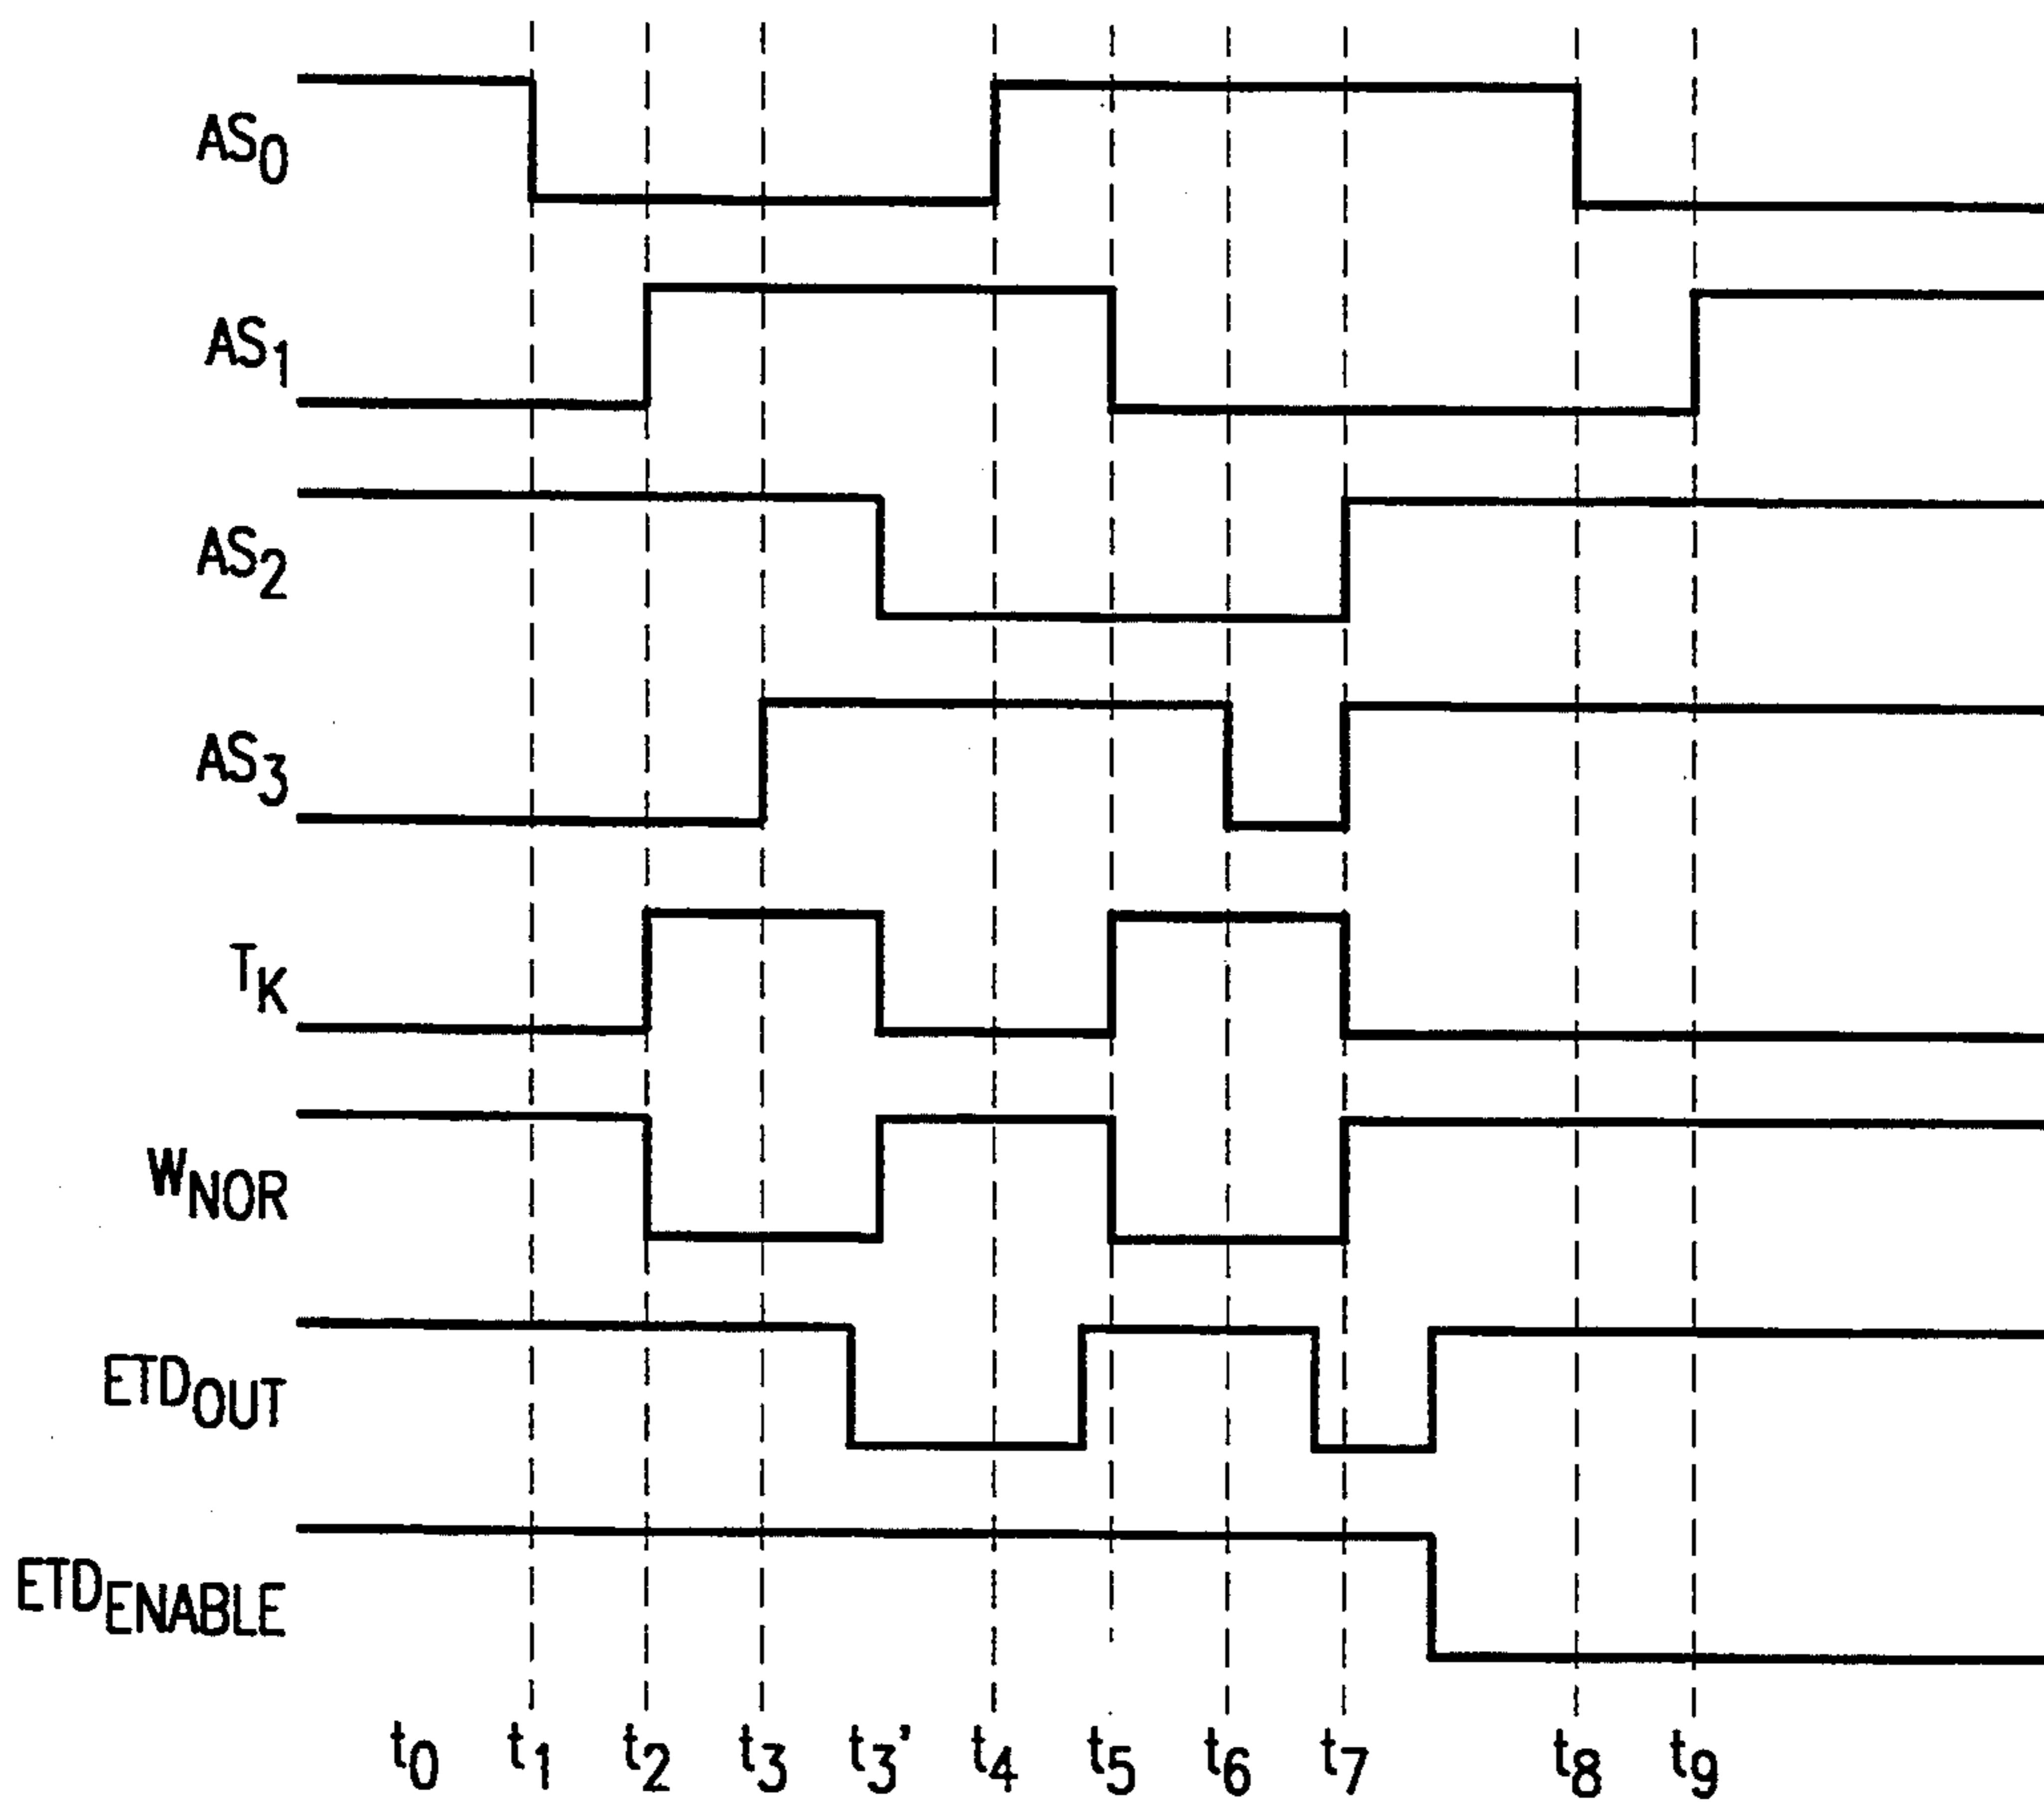 AS0
AS1
AS2
AS3
TK
WNOR
ETDOUT
ETDENABLE
t0 t1 t2 t3 t3' t4 t5 t6 t7 t8 t9